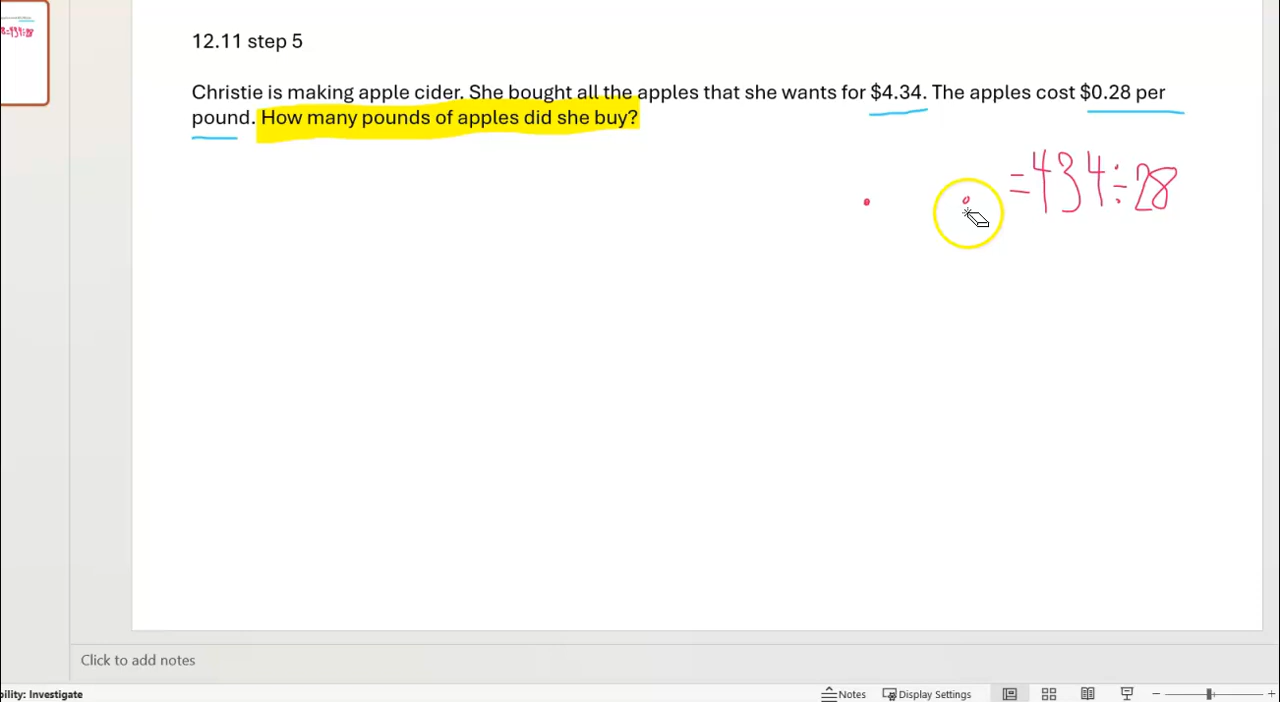 12.11 step 5
Christie is making apple cider. She bought all the apples that she wants for $4.34. The apples cost $0.28 per
pound. How many pounds of apples did she buy?
=434÷28
Click to add notes
bility: Investigate
Notes
Display Settings